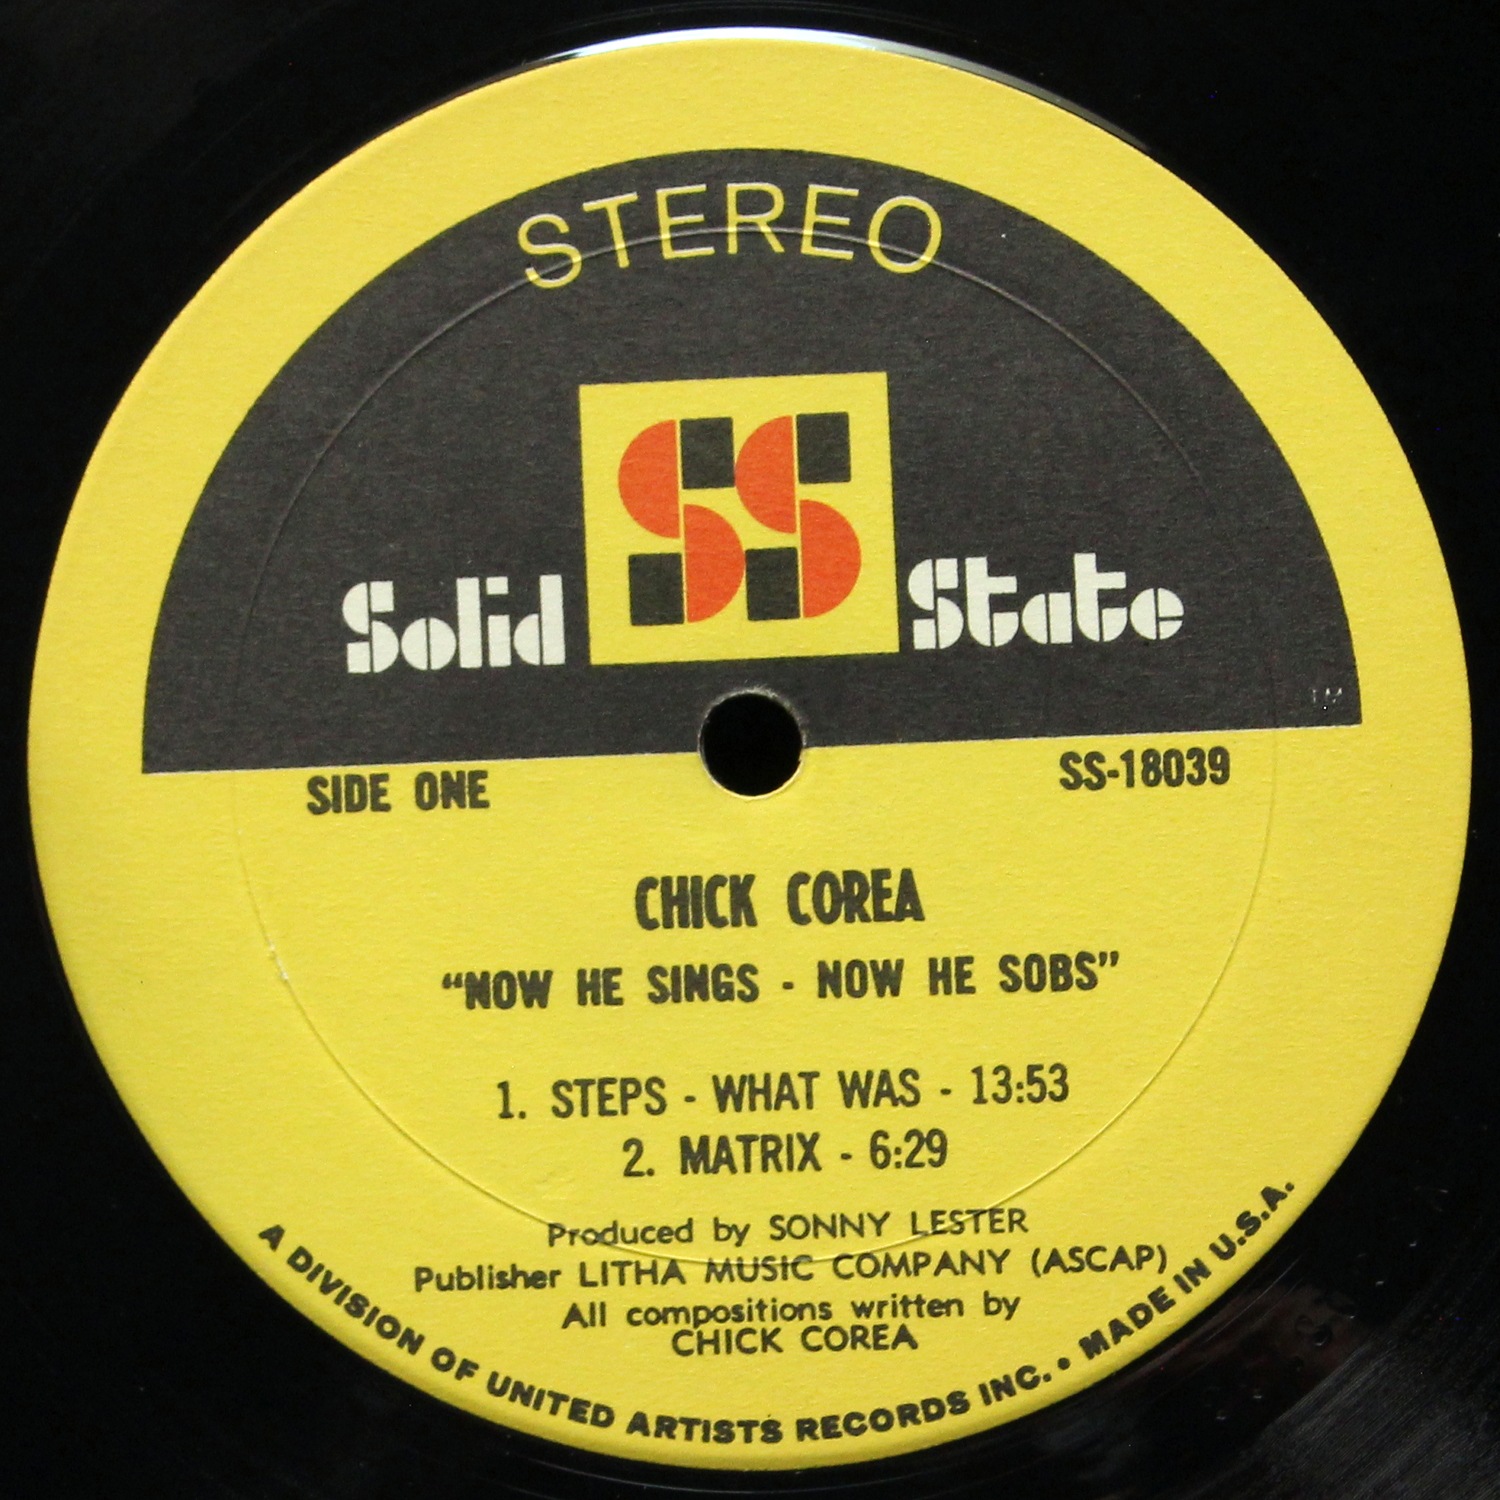 STEREO
Solid SS State
TM
SIDE ONE SS-18039
CHICK COREA
“NOW HE SINGS - NOW HE SOBS”
1. STEPS - WHAT WAS - 13:53
2. MATRIX - 6:29
Produced by SONNY LESTER
Publisher LITHA MUSIC COMPANY (ASCAP)
All compositions written by
CHICK COREA
A DIVISION OF UNITED ARTISTS RECORDS INC. • MADE IN U.S.A.